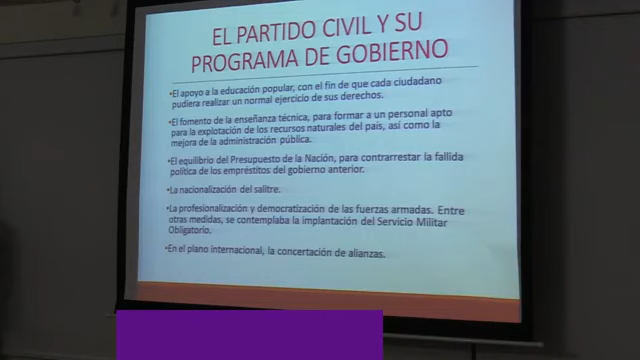 EL PARTIDO CIVIL Y SU
PROGRAMA DE GOBIERNO
•El apoyo a la educación popular, con el fin de que cada ciudadano
pudiera realizar un normal ejercicio de sus derechos.
•El fomento de la enseñanza técnica, para formar a un personal apto
para la explotación de los recursos naturales del país, así como la
mejora de la administración pública.
•El equilibrio del Presupuesto de la Nación, para contrarrestar la fallida
política de los empréstitos del gobierno anterior.
•La nacionalización del salitre.
•La profesionalización y democratización de las fuerzas armadas. Entre
otras medidas, se contemplaba la implantación del Servicio Militar
Obligatorio.
•En el plano internacional, la concertación de alianzas.